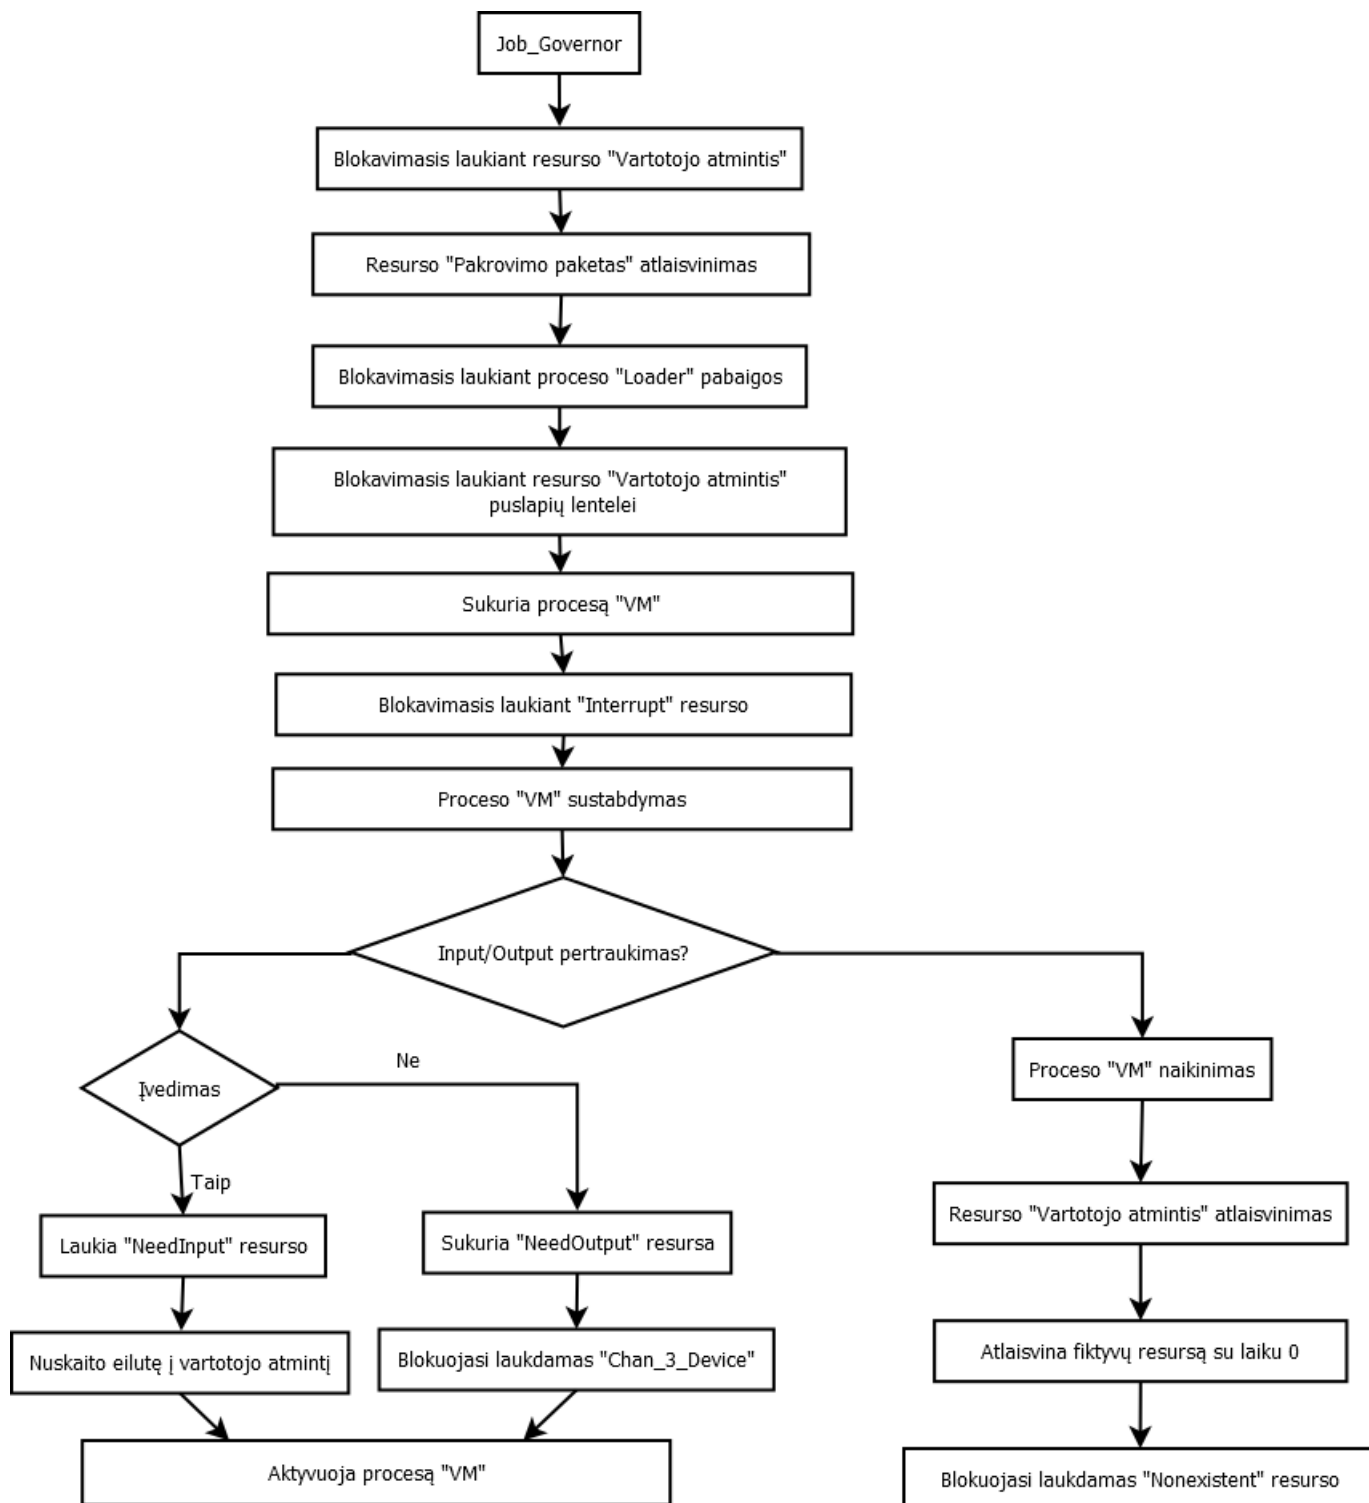 Job_Governor
Blokavimasis laukiant resurso "Vartotojo atmintis"
Resurso "Pakrovimo paketas" atlaisvinimas
Blokavimasis laukiant proceso "Loader" pabaigos
Blokavimasis laukiant resurso "Vartotojo atmintis"
puslapių lentelei
Sukuria procesą "VM"
Blokavimasis laukiant "Interrupt" resurso
Proceso "VM" sustabdymas
Input/Output pertraukimas?
Įvedimas
Ne
Taip
Laukia "NeedInput" resurso
Nuskaito eilutę į vartotojo atmintį
Sukuria "NeedOutput" resursa
Blokuojasi laukdamas "Chan_3_Device"
Aktyvuoja procesą "VM"
Proceso "VM" naikinimas
Resurso "Vartotojo atmintis" atlaisvinimas
Atlaisvina fiktyvų resursą su laiku 0
Blokuojasi laukdamas "Nonexistent" resurso